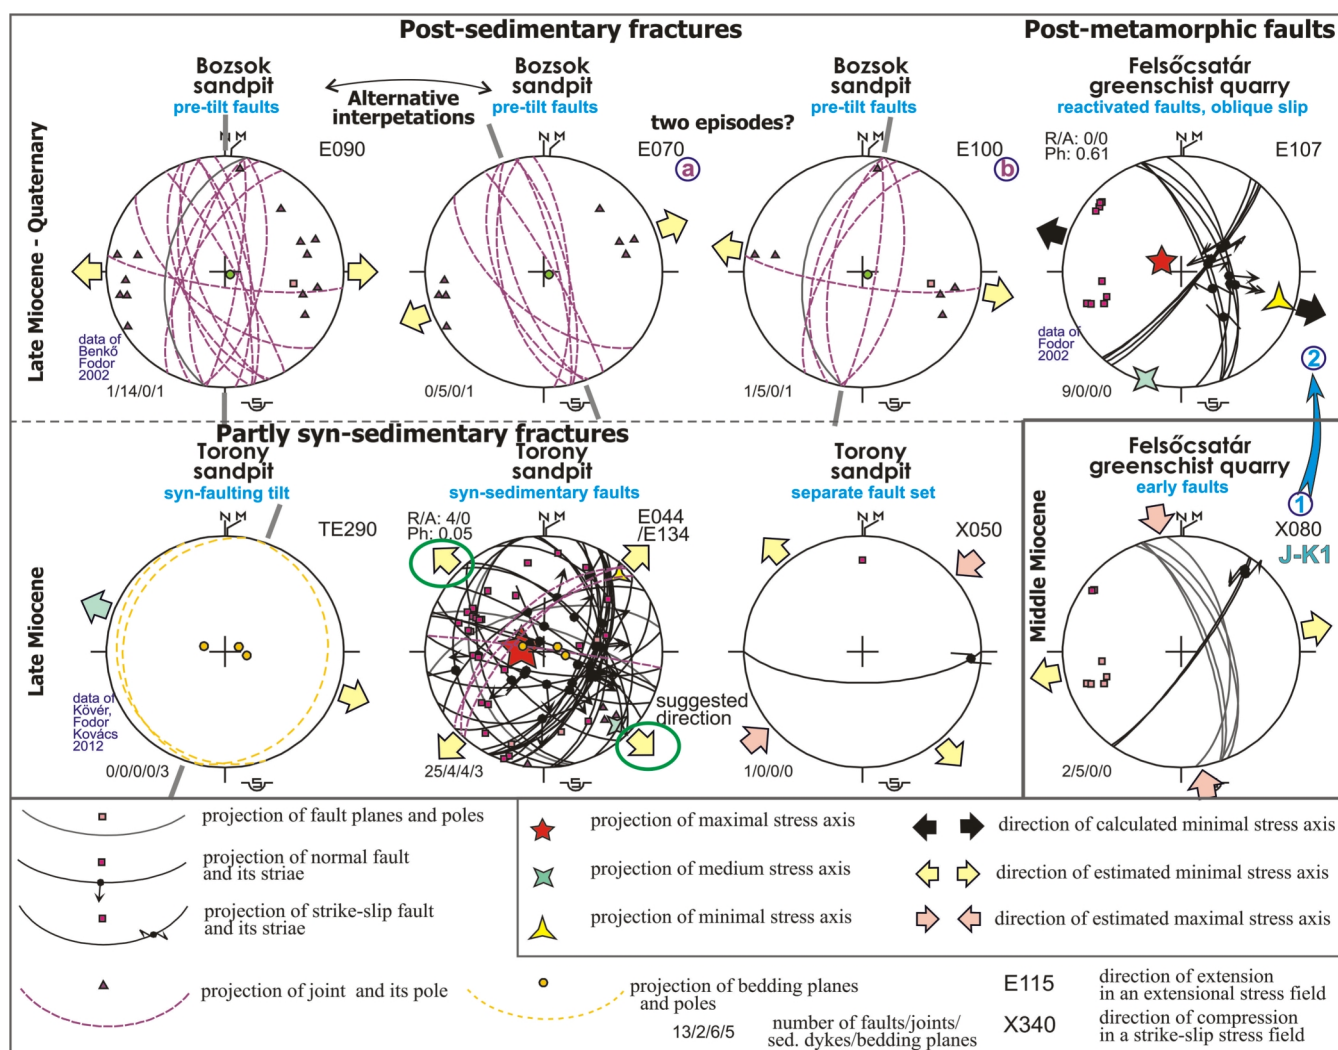 Post-sedimentary fractures
Post-metamorphic faults
Late Miocene - Quaternary
Bozsok
sandpit
pre-tilt faults
Alternative
interpetations
Bozsok
sandpit
pre-tilt faults
two episodes?
Bozsok
sandpit
pre-tilt faults
Felsőcsatár
greenschist quarry
reactivated faults, oblique slip
N M
E090
data of
Benkő
Fodor
2002
1/14/0/1
S
N M
E070
a
0/5/0/1
S
N M
E100
b
1/5/0/1
S
R/A: 0/0
Ph: 0.61
N M
E107
data of
Fodor
2002
9/0/0/0
S
2
Partly syn-sedimentary fractures
Late Miocene
Torony
sandpit
syn-faulting tilt
Torony
sandpit
syn-sedimentary faults
Torony
sandpit
separate fault set
Middle Miocene
Felsőcsatár
greenschist quarry
early faults
1
N M
TE290
data of
Kövér,
Fodor
Kovács
2012
0/0/0/0/3
S
R/A: 4/0
Ph: 0.05
N M
E044
/E134
suggested
direction
25/4/4/3
S
N M
X050
1/0/0/0
S
N M
X080
J-K1
2/5/0/0
S
projection of fault planes and poles
projection of normal fault
and its striae
projection of strike-slip fault
and its striae
projection of joint and its pole
projection of maximal stress axis
projection of medium stress axis
projection of minimal stress axis
direction of calculated minimal stress axis
direction of estimated minimal stress axis
direction of estimated maximal stress axis
projection of bedding planes
and poles
13/2/6/5
number of faults/joints/
sed. dykes/bedding planes
E115
direction of extension
in an extensional stress field
X340
direction of compression
in a strike-slip stress field